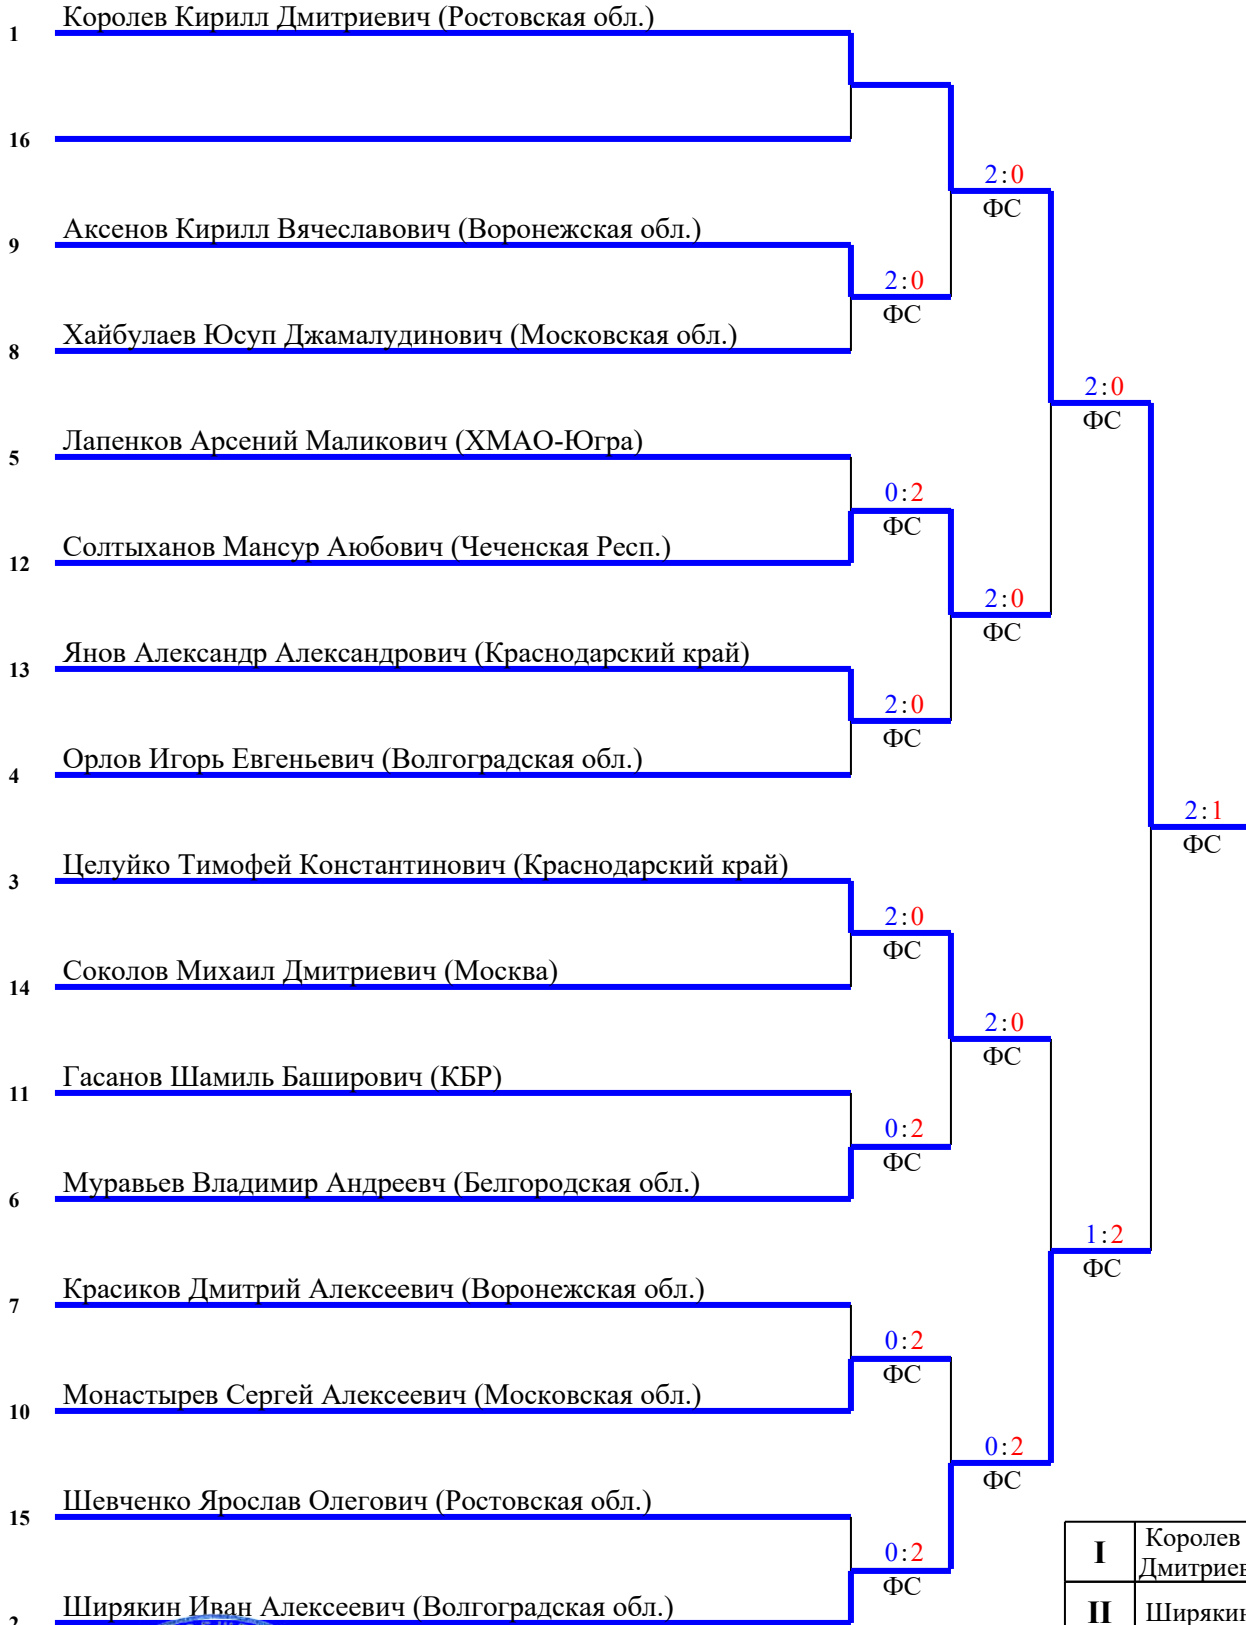 Королев Кирилл Дмитриевич (Ростовская обл.)
1
16
2:0
ФС
Аксенов Кирилл Вячеславович (Воронежская обл.)
9
2:0
ФС
Хайбулаев Юсуп Джамалудинович (Московская обл.)
8
2:0
ФС
Лапенков Арсений Маликович (ХМАО-Югра)
5
0:2
ФС
Солтыханов Мансур Аюбович (Чеченская Респ.)
12
2:0
ФС
Янов Александр Александрович (Краснодарский край)
13
2:0
ФС
Орлов Игорь Евгеньевич (Волгоградская обл.)
4
2:1
ФС
Целуйко Тимофей Константинович (Краснодарский край)
3
2:0
ФС
Соколов Михаил Дмитриевич (Москва)
14
2:0
ФС
Гасанов Шамиль Баширович (КБР)
11
0:2
ФС
Муравьев Владимир Андреевч (Белгородская обл.)
6
1:2
ФС
Красиков Дмитрий Алексеевич (Воронежская обл.)
7
0:2
ФС
Монастырев Сергей Алексеевич (Московская обл.)
10
0:2
ФС
Шевченко Ярослав Олегович (Ростовская обл.)
15
0:2
ФС
Ширякин Иван Алексеевич (Волгоградская обл.)
2
I Королев
Дмитриев
II Ширякин